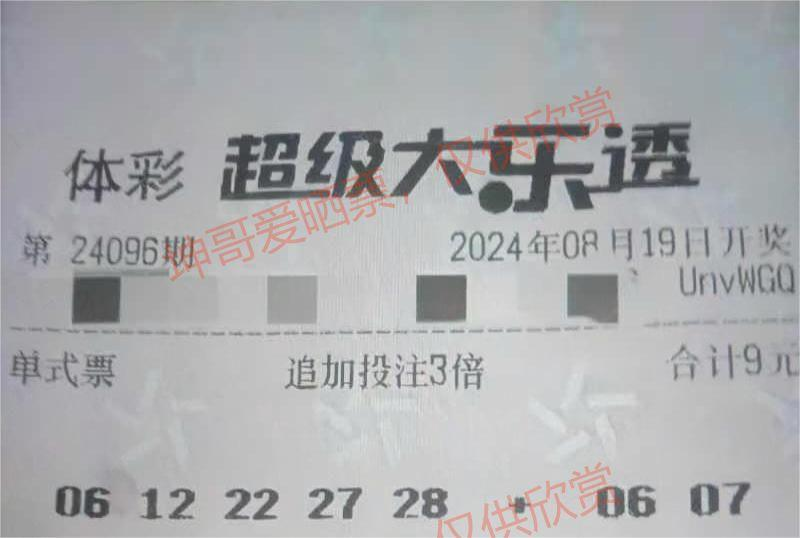 体彩 超级大乐透
第 24096期 2024年08月19日开奖
UnvWGQ
单式票 追加投注3倍 合计9元
06 12 22 27 28 + 06 07
坤哥爱晒票,仅供欣赏
仅供欣赏